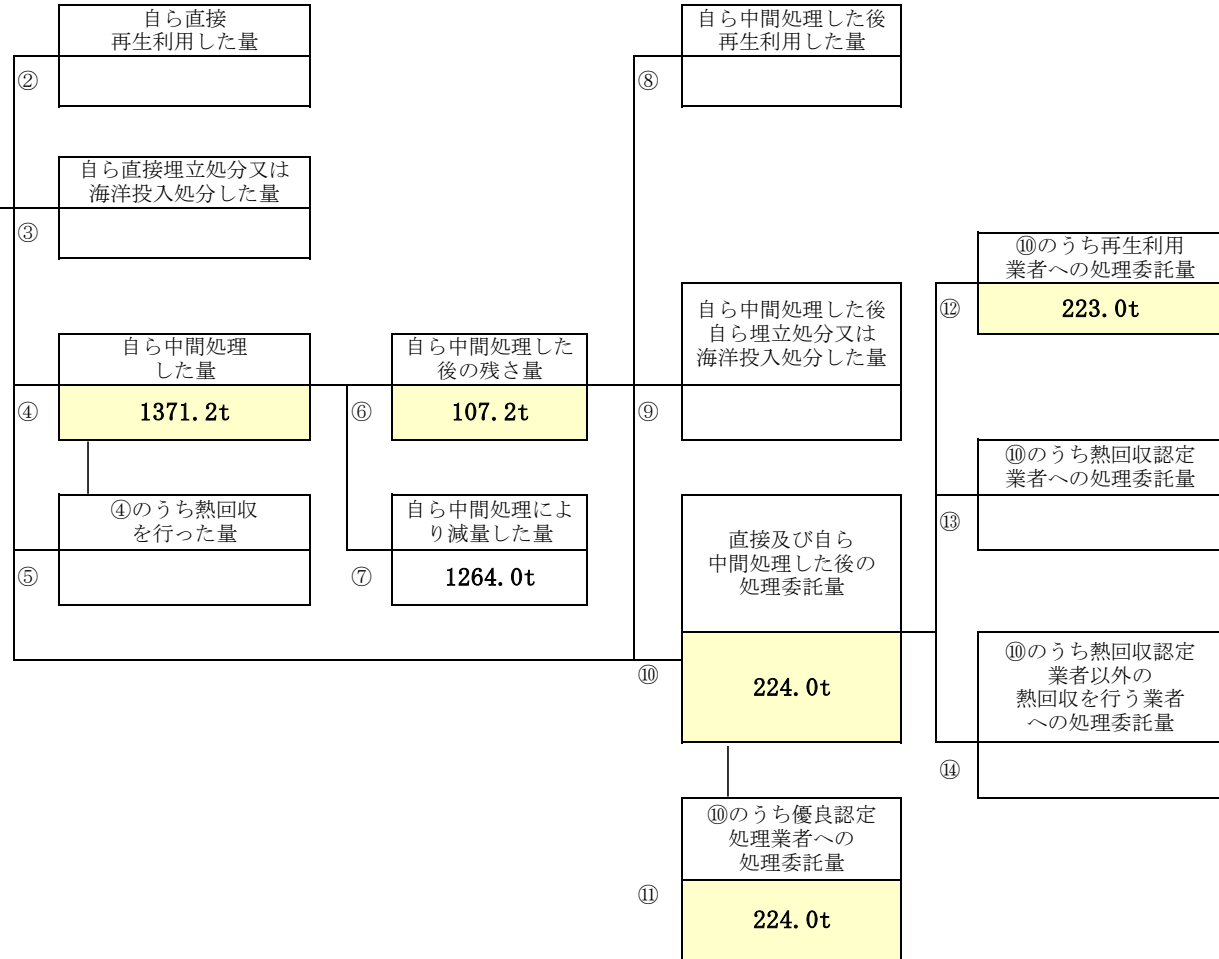 自ら直接
再生利用した量
②
自ら直接埋立処分又は
海洋投入処分した量
③
自ら中間処理
した量
④
1371.2t
④のうち熱回収
を行った量
⑤
自ら中間処理した
後の残さ量
⑥
107.2t
自ら中間処理によ
り減量した量
⑦
1264.0t
自ら中間処理した後
再生利用した量
⑧
自ら中間処理した後
自ら埋立処分又は
海洋投入処分した量
⑨
直接及び自ら
中間処理した後の
処理委託量
⑩
224.0t
⑩のうち優良認定
処理業者への
処理委託量
⑪
224.0t
⑩のうち再生利用
業者への処理委託量
⑫
223.0t
⑩のうち熱回収認定
業者への処理委託量
⑬
⑩のうち熱回収認定
業者以外の
熱回収を行う業者
への処理委託量
⑭